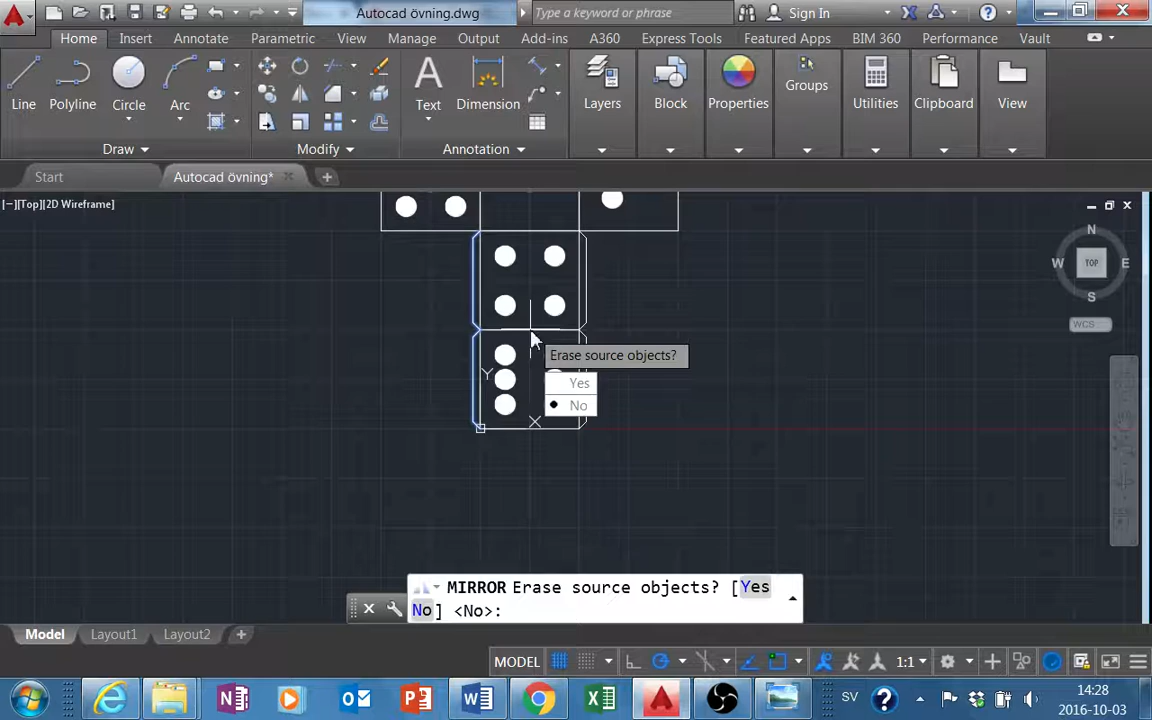 Autocad övning.dwg
Type a keyword or phrase
Sign In
Home Insert Annotate Parametric View Manage Output Add-ins A360 Express Tools Featured Apps BIM 360 Performance Vault
Line Polyline Circle Arc
Text Dimension
Layers Block Properties Groups Utilities Clipboard View
Draw Modify Annotation
Start Autocad övning*
[−][Top][2D Wireframe]
N
W TOP E
S
WCS
Erase source objects?
Yes
No
Y
X
MIRROR Erase source objects? [Yes
No] <No>:
Model Layout1 Layout2
MODEL 1:1
SV 14:28
2016-10-03